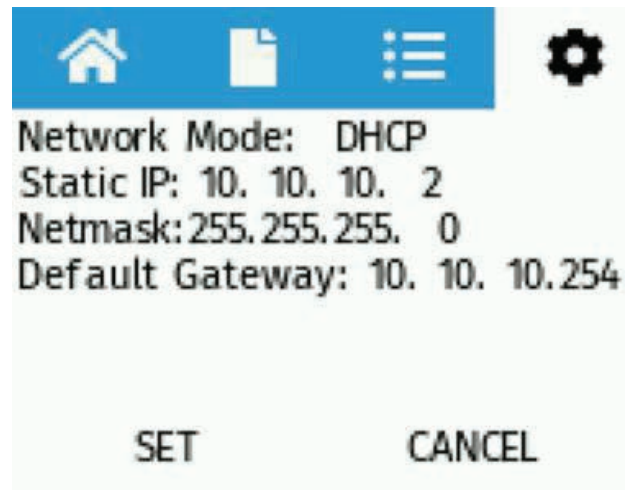 Network Mode: DHCP
Static IP: 10. 10. 10. 2
Netmask:255.255.255. 0
Default Gateway: 10. 10. 10.254
SET CANCEL